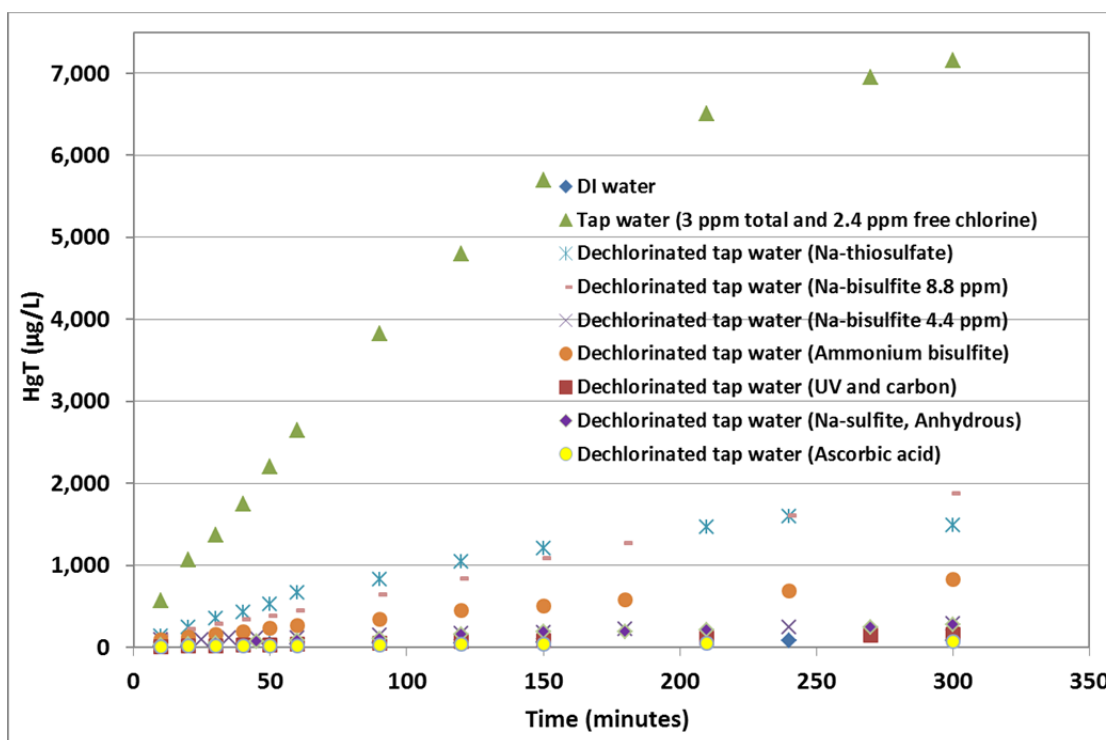 7,000
6,000
5,000
4,000
3,000
2,000
1,000
0
HgT (µg/L)
DI water
Tap water (3 ppm total and 2.4 ppm free chlorine)
Dechlorinated tap water (Na-thiosulfate)
Dechlorinated tap water (Na-bisulfite 8.8 ppm)
Dechlorinated tap water (Na-bisulfite 4.4 ppm)
Dechlorinated tap water (Ammonium bisulfite)
Dechlorinated tap water (UV and carbon)
Dechlorinated tap water (Na-sulfite, Anhydrous)
Dechlorinated tap water (Ascorbic acid)
0 50 100 150 200 250 300 350
Time (minutes)